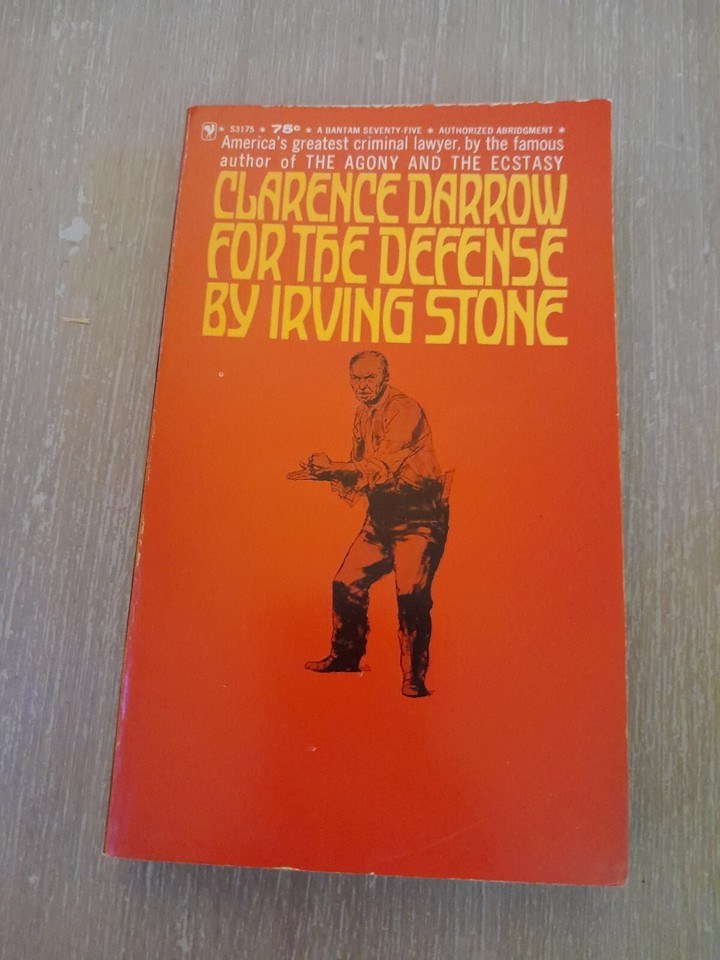 * S3175 * 75¢ * A BANTAM SEVENTY-FIVE * AUTHORIZED ABRIDGMENT *
America's greatest criminal lawyer, by the famous
author of THE AGONY AND THE ECSTASY
CLARENCE DARROW
FOR THE DEFENSE
BY IRVING STONE